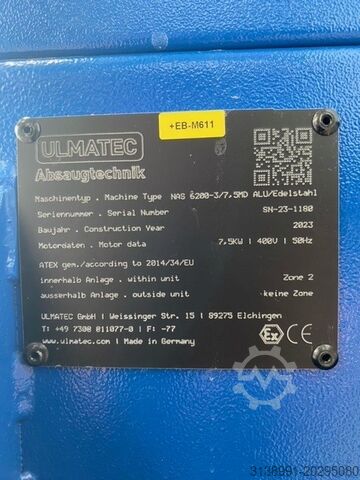 +EB-M611
ULMATEC
Absaugtechnik
Maschinentyp . Machine Type NAS 6200-3/7,5MD ALU/Edelstahl
Seriennummer . Serial Number SN-23-1180
Baujahr . Construction Year 2023
Motordaten . Motor data 7,5KW | 400V | 50Hz
ATEX gem./according to 2014/34/EU
innerhalb Anlage . within unit Zone 2
ausserhalb Anlage . outside unit keine Zone
ULMATEC GmbH | Weissinger Str. 15 | 89275 Elchingen
T: +49 7308 811077-0 | F: -77
www.ulmatec.com | Made in Germany
CE Ex
3138991-20295080